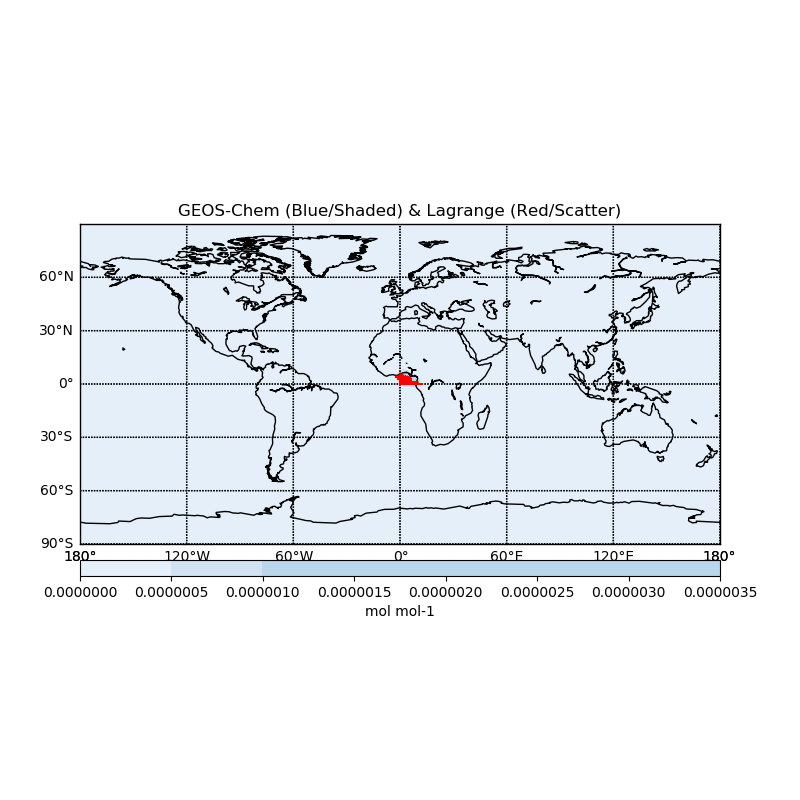 GEOS-Chem (Blue/Shaded) & Lagrange (Red/Scatter)
60°N
30°N
0°
30°S
60°S
90°S
180° 120°W 60°W 0° 60°E 120°E 180°
0.0000000 0.0000005 0.0000010 0.0000015 0.0000020 0.0000025 0.0000030 0.0000035
mol mol-1